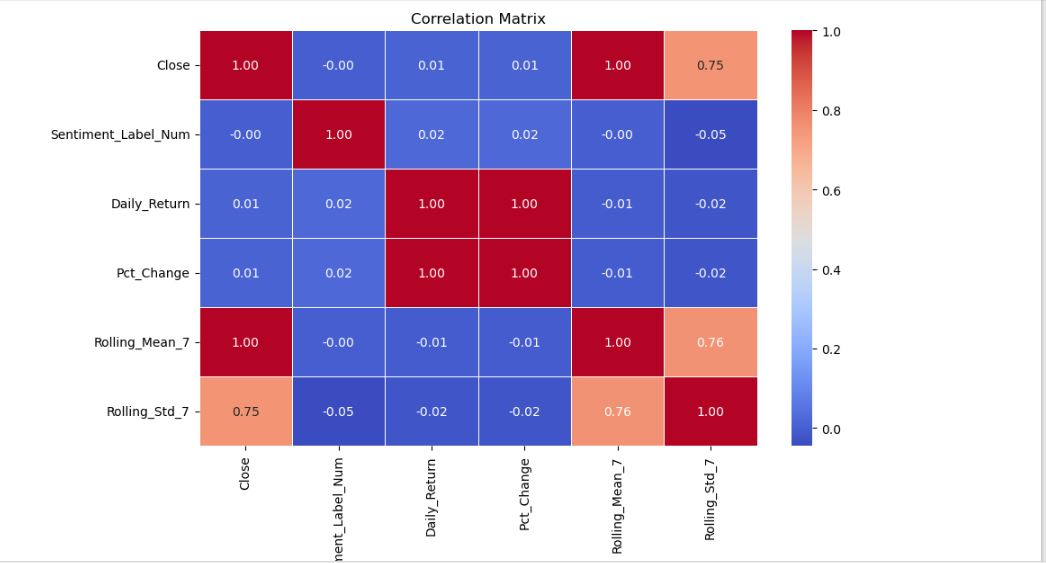 Correlation Matrix
Close 1.00 -0.00 0.01 0.01 1.00 0.75
Sentiment_Label_Num -0.00 1.00 0.02 0.02 -0.00 -0.05
Daily_Return 0.01 0.02 1.00 1.00 -0.01 -0.02
Pct_Change 0.01 0.02 1.00 1.00 -0.01 -0.02
Rolling_Mean_7 1.00 -0.00 -0.01 -0.01 1.00 0.76
Rolling_Std_7 0.75 -0.05 -0.02 -0.02 0.76 1.00
Close
ment_Label_Num
Daily_Return
Pct_Change
Rolling_Mean_7
Rolling_Std_7
1.0
0.8
0.6
0.4
0.2
0.0